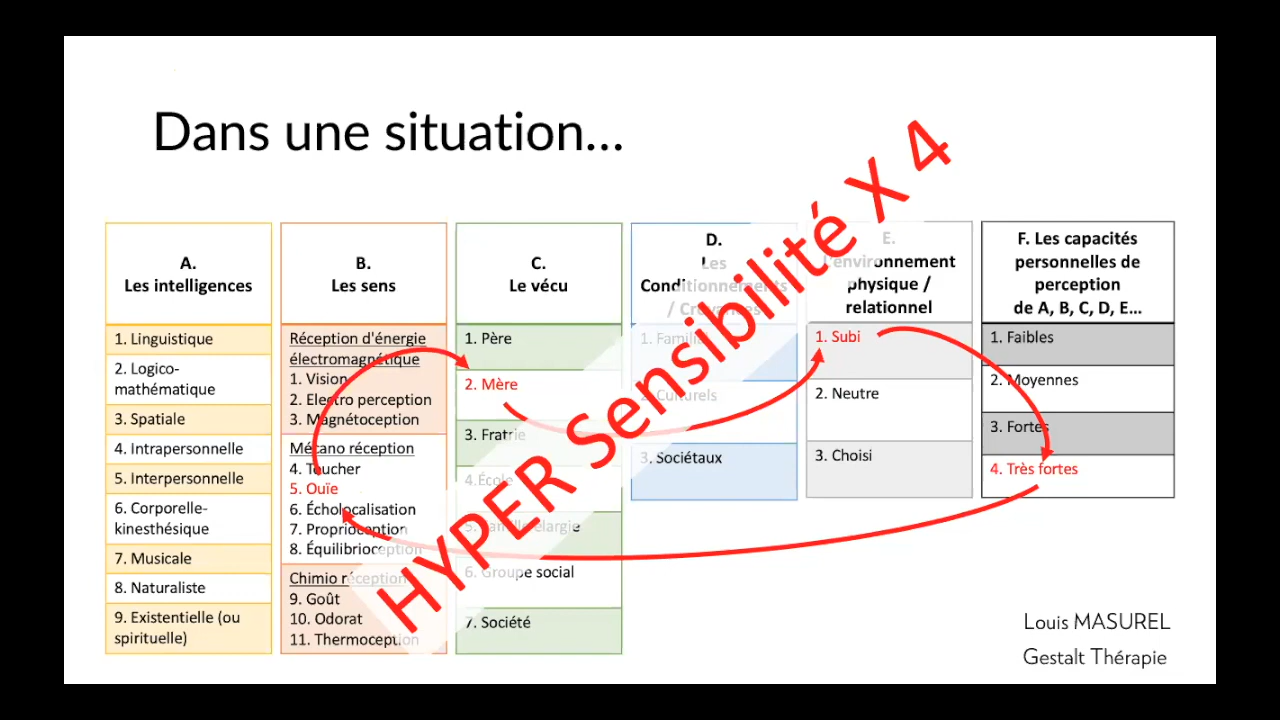 Dans une situation...
HYPER Sensibilité X 4
A.
Les intelligences
1. Linguistique
2. Logico-
mathématique
3. Spatiale
4. Intrapersonnelle
5. Interpersonnelle
6. Corporelle-
kinesthésique
7. Musicale
8. Naturaliste
9. Existentielle (ou
spirituelle)
B.
Les sens
Réception d'énergie
électromagnétique
1. Vision
2. Electro perception
3. Magnétoception
Mécano réception
4. Toucher
5. Ouïe
6. Écholocalisation
7. Proprioception
8. Équilibrioception
Chimio réception
9. Goût
10. Odorat
11. Thermoception
C.
Le vécu
1. Père
2. Mère
3. Fratrie
4.École
5. Famille élargie
6. Groupe social
7. Société
D.
Les
Conditionnements
/ Croyances
1. Familial
2. Culturels
3. Sociétaux
E.
L'environnement
physique /
relationnel
1. Subi
2. Neutre
3. Choisi
F. Les capacités
personnelles de
perception
de A, B, C, D, E...
1. Faibles
2. Moyennes
3. Fortes
4. Très fortes
Louis MASUREL
Gestalt Thérapie